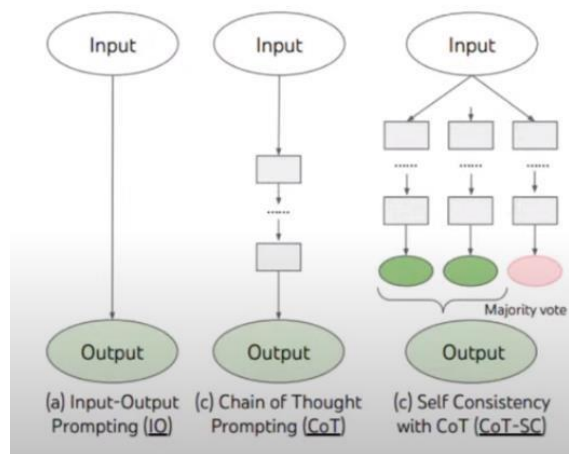 Input
Input
Input
......
......
......
......
Majority vote
Output
Output
Output
(a) Input-Output
Prompting (IO)
(c) Chain of Thought
Prompting (CoT)
(c) Self Consistency
with CoT (CoT-SC)